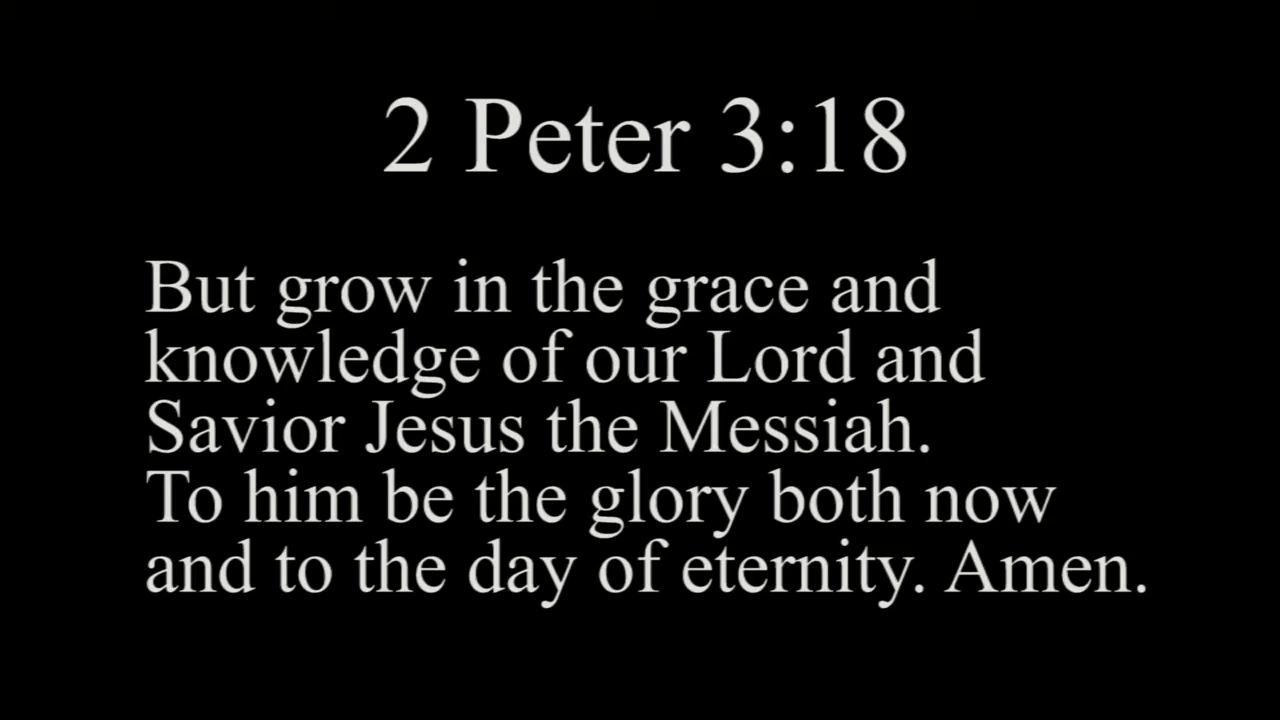 2 Peter 3:18
But grow in the grace and
knowledge of our Lord and
Savior Jesus the Messiah.
To him be the glory both now
and to the day of eternity. Amen.